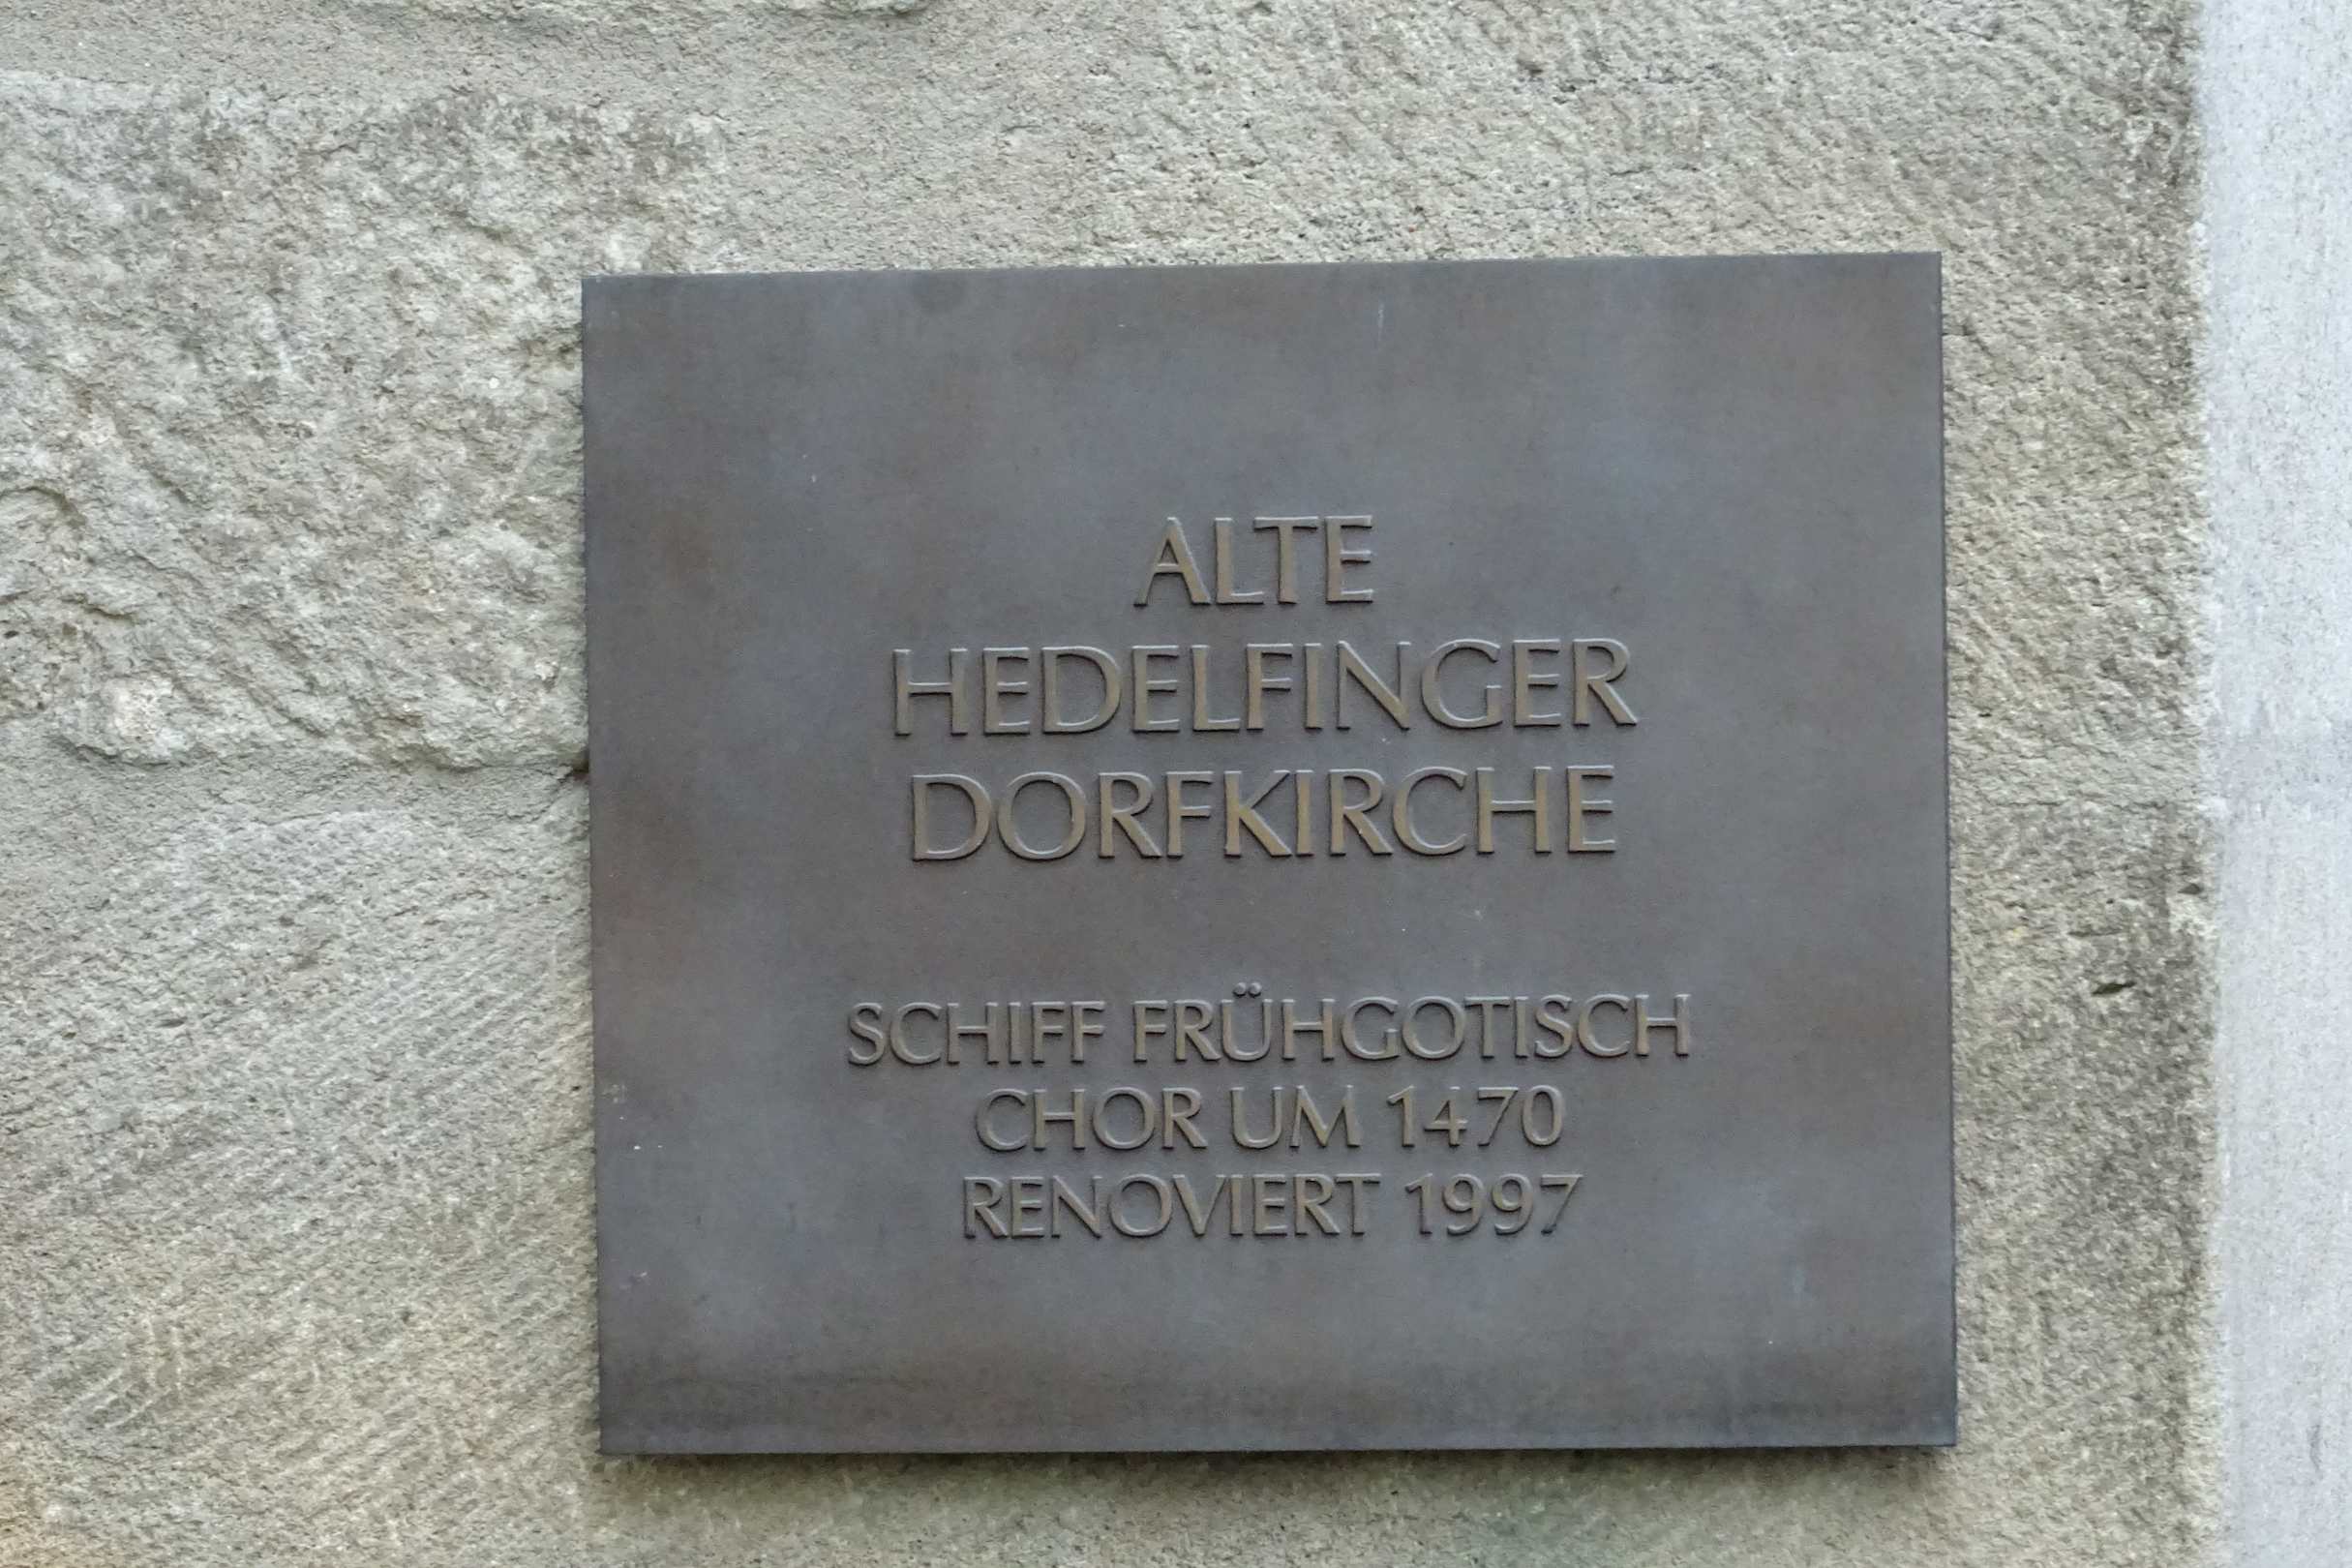 ALTE
HEDELFINGER
DORFKIRCHE
SCHIFF FRÜHGOTISCH
CHOR UM 1470
RENOVIERT 1997